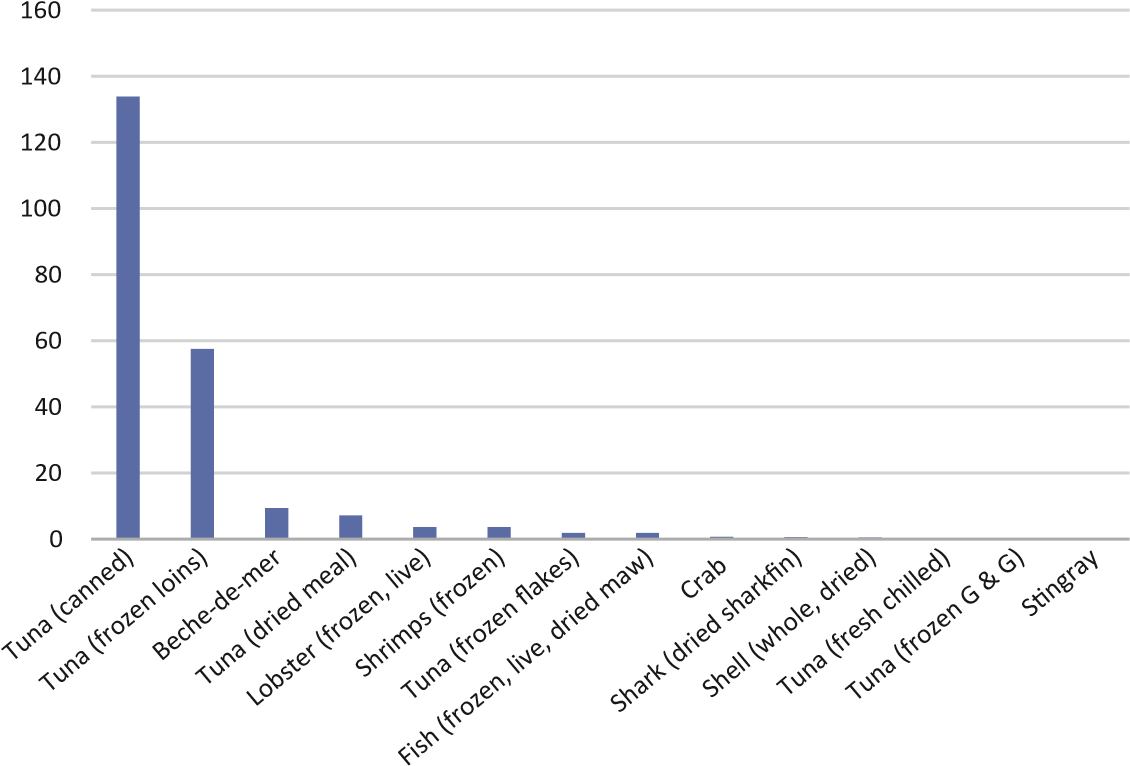 160
140
120
100
80
60
40
20
0
Tuna (canned)
Tuna (frozen loins)
Beche-de-mer
Tuna (dried meal)
Lobster (frozen, live)
Shrimps (frozen)
Tuna (frozen flakes)
Fish (frozen, live, dried maw)
Crab
Shark (dried sharkfin)
Shell (whole, dried)
Tuna (fresh chilled)
Tuna (frozen G & G)
Stingray